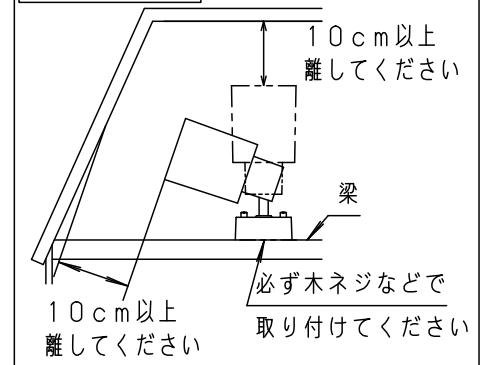 １０ｃｍ以上
離してください
梁
必ず木ネジなどで
取り付けてください
１０ｃｍ以上
離してください